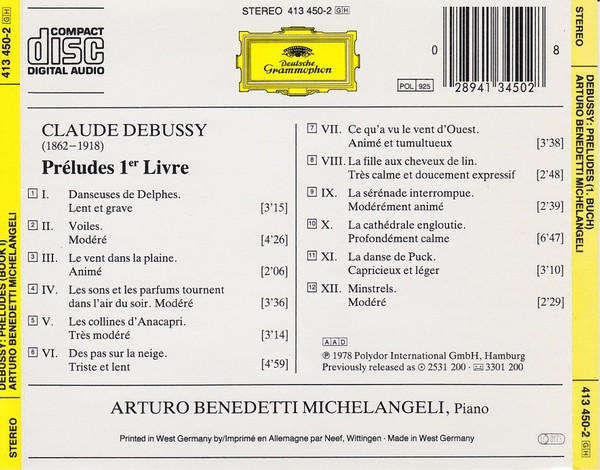 STEREO 413 450-2 GH
COMPACT
disc
DIGITAL AUDIO
Deutsche
Grammophon
POL 925
0 28941 34502 8
CLAUDE DEBUSSY
(1862–1918)
Préludes 1er Livre
1 I. Danseuses de Delphes.
Lent et grave [3'15]
2 II. Voiles.
Modéré [4'26]
3 III. Le vent dans la plaine.
Animé [2'06]
4 IV. Les sons et les parfums tournent
dans l'air du soir. Modéré [3'36]
5 V. Les collines d'Anacapri.
Très modéré [3'14]
6 VI. Des pas sur la neige.
Triste et lent [4'59]
7 VII. Ce qu'a vu le vent d'Ouest.
Animé et tumultueux [3'38]
8 VIII. La fille aux cheveux de lin.
Très calme et doucement expressif [2'48]
9 IX. La sérénade interrompue.
Modérément animé [2'39]
10 X. La cathédrale engloutie.
Profondément calme [6'47]
11 XI. La danse de Puck.
Capricieux et léger [3'10]
12 XII. Minstrels.
Modéré [2'29]
AAD
℗ 1978 Polydor International GmbH, Hamburg
Previously released as 2531 200 · 3301 200
ARTURO BENEDETTI MICHELANGELI, Piano
Printed in West Germany by/Imprimé en Allemagne par Neef, Wittingen · Made in West Germany
STEREO
DEBUSSY: PRELUDES (BOOK I)
ARTURO BENEDETTI MICHELANGELI
413 450-2 GH
STEREO
DEBUSSY: PRELUDES (1. BUCH)
ARTURO BENEDETTI MICHELANGELI
413 450-2 GH